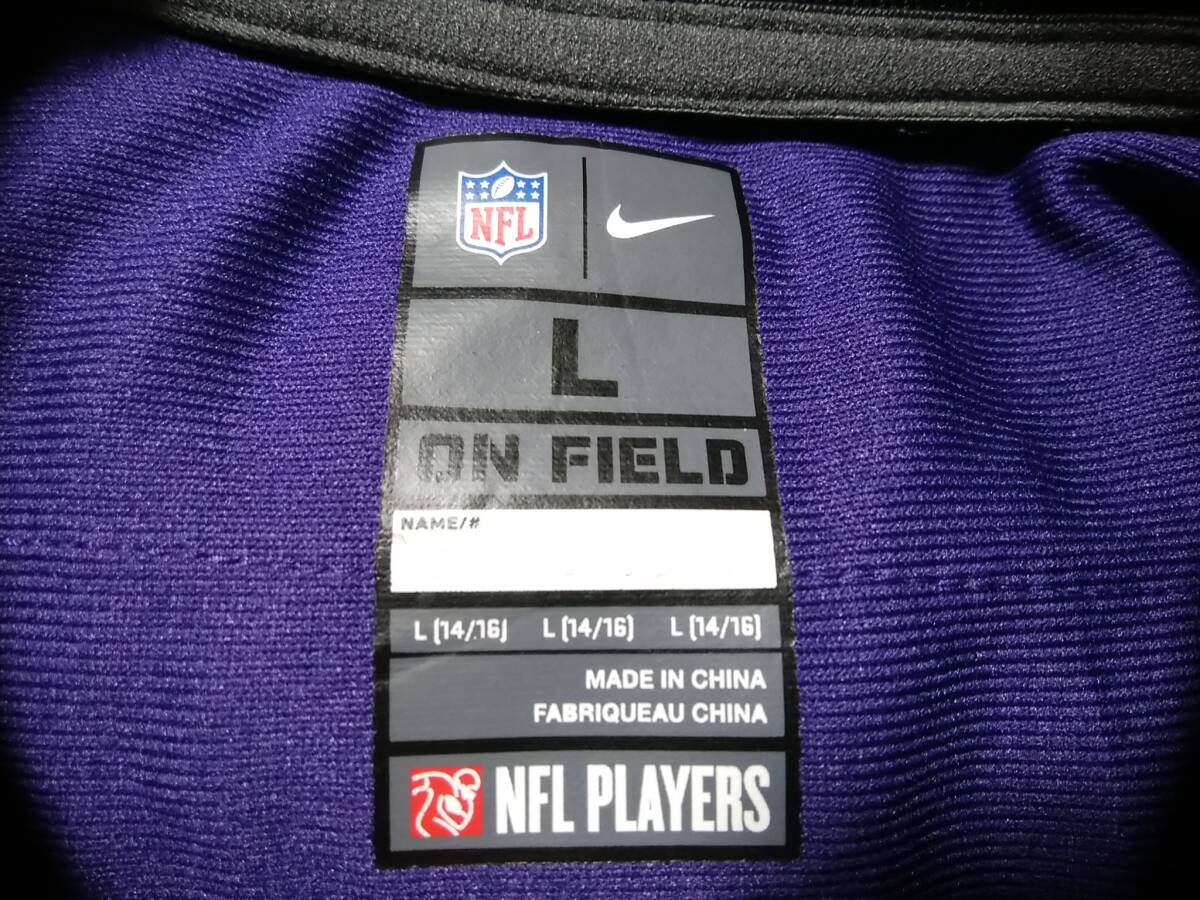 NFL
L
ON FIELD
NAME/#
L (14/16) L (14/16) L (14/16)
MADE IN CHINA
FABRIQUEAU CHINA
NFL PLAYERS